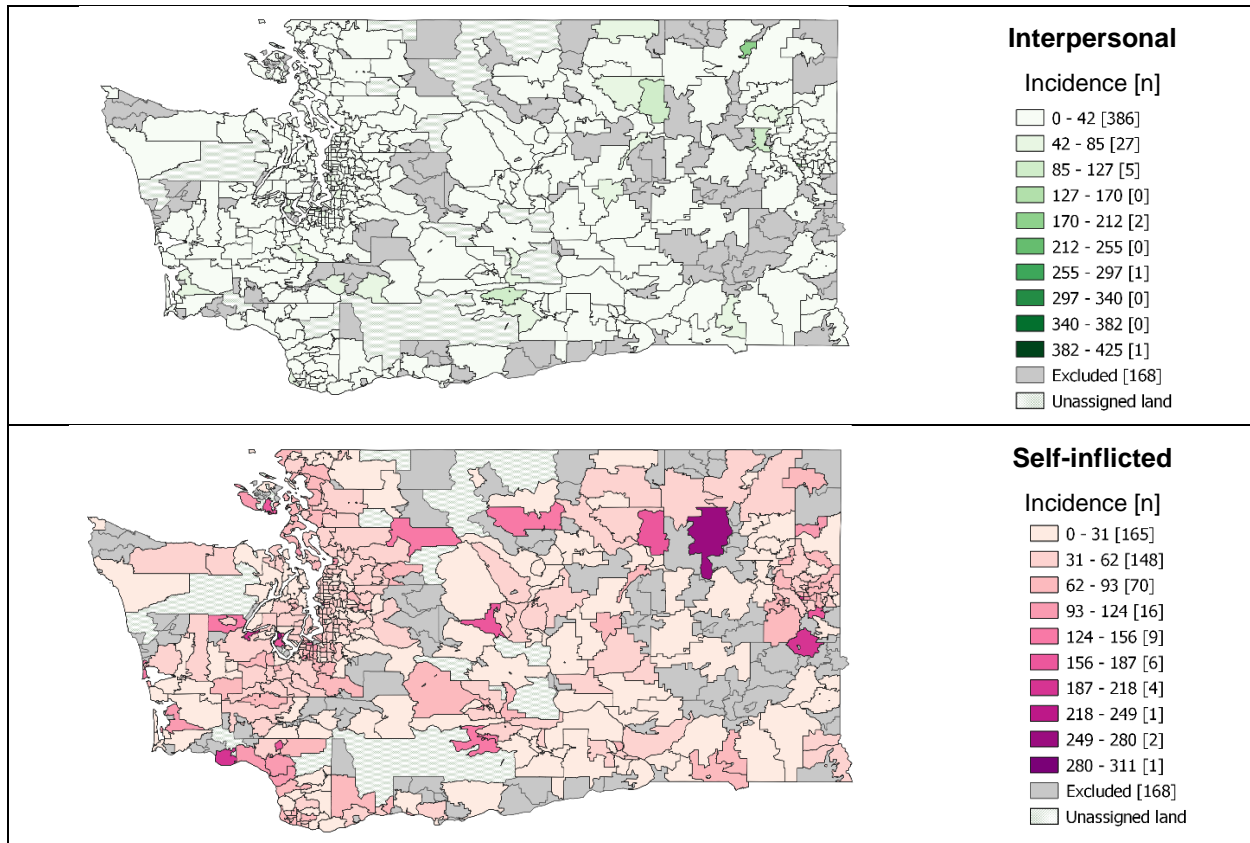 Interpersonal
Incidence [n]
0 - 42 [386]
42 - 85 [27]
85 - 127 [5]
127 - 170 [0]
170 - 212 [2]
212 - 255 [0]
255 - 297 [1]
297 - 340 [0]
340 - 382 [0]
382 - 425 [1]
Excluded [168]
Unassigned land
Self-inflicted
Incidence [n]
0 - 31 [165]
31 - 62 [148]
62 - 93 [70]
93 - 124 [16]
124 - 156 [9]
156 - 187 [6]
187 - 218 [4]
218 - 249 [1]
249 - 280 [2]
280 - 311 [1]
Excluded [168]
Unassigned land